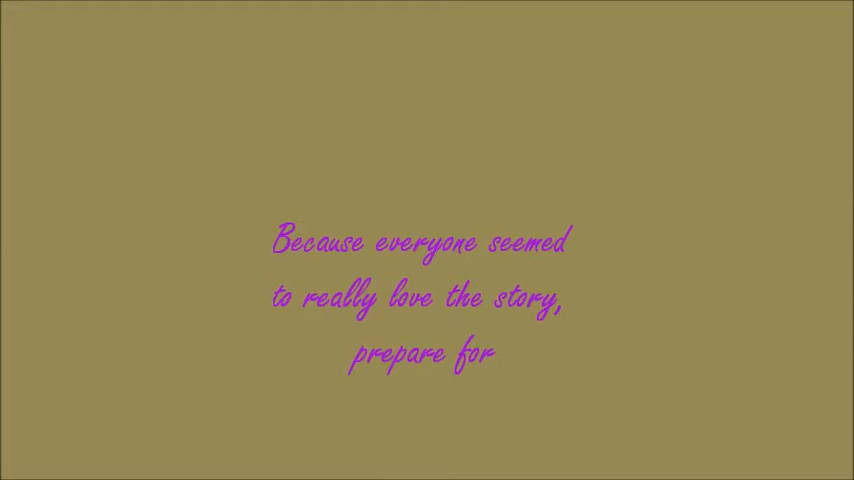 Because everyone seemed
to really love the story,
prepare for